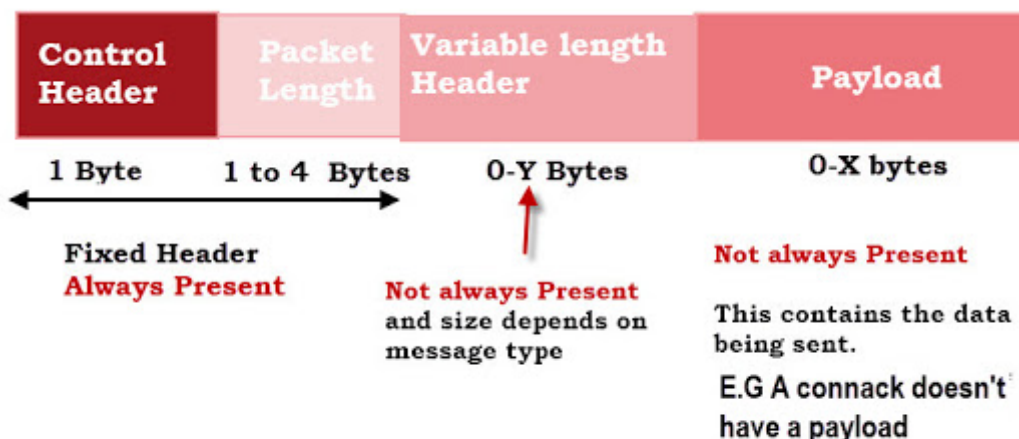 Control
Header
Packet
Length
Variable length
Header
Payload
1 Byte
1 to 4 Bytes
0-Y Bytes
0-X bytes
Fixed Header
Always Present
Not always Present
and size depends on
message type
Not always Present
This contains the data
being sent.
E.G A connack doesn't
have a payload